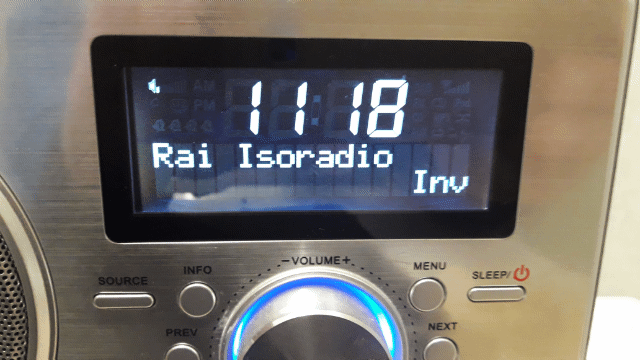 11 18
Rai Isoradio
Inv
-VOLUME+
SOURCE
INFO
MENU
SLEEP/
PREV
NEXT